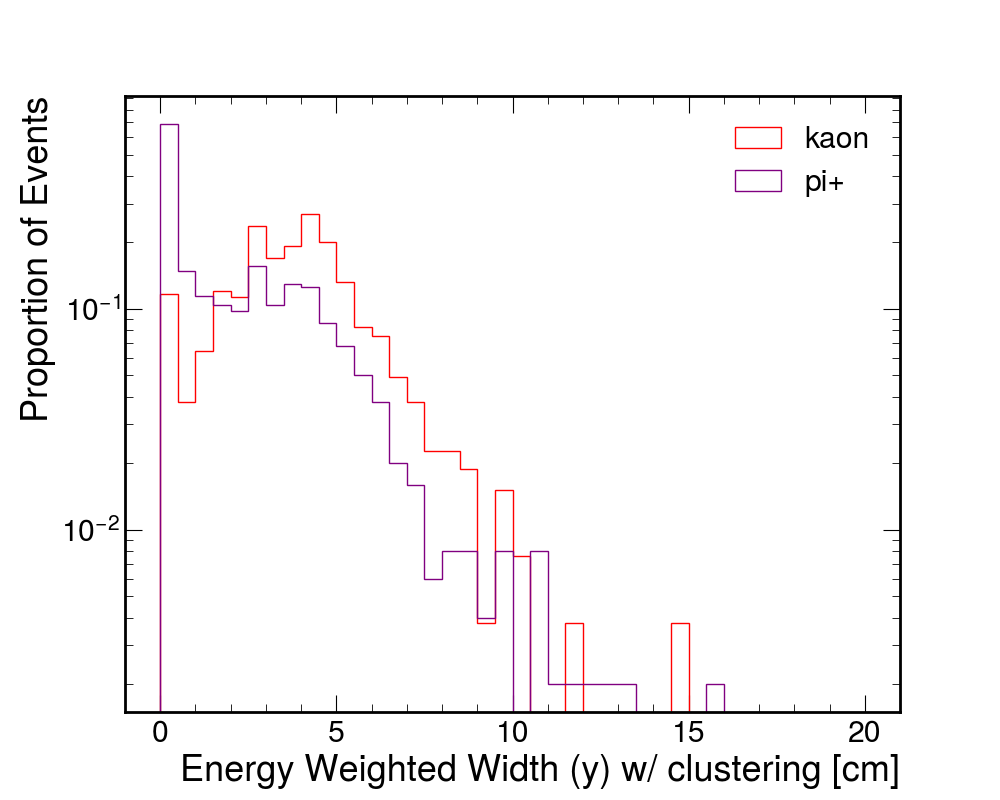 Proportion of Events
kaon
pi+
10⁻¹
10⁻²
0 5 10 15 20
Energy Weighted Width (y) w/ clustering [cm]